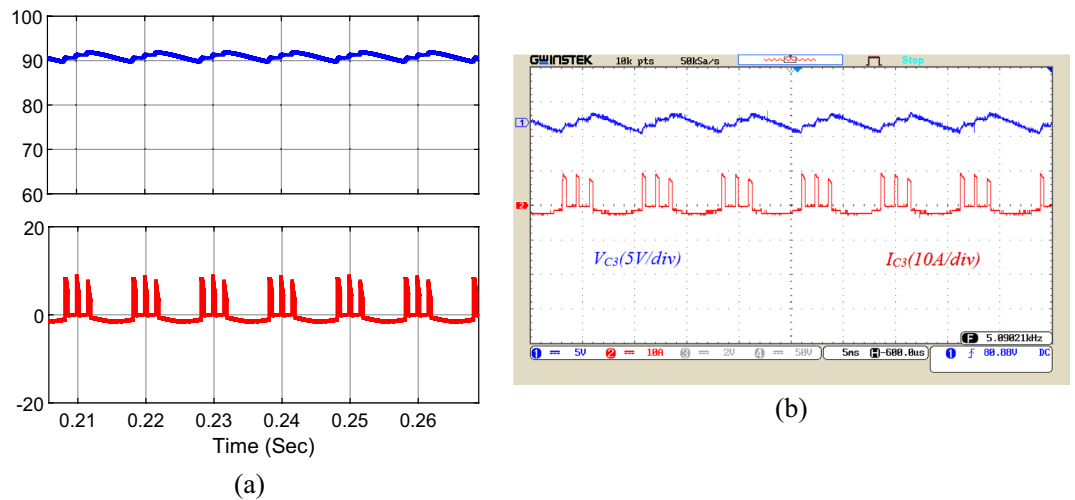 100
90
80
70
60
20
0
-20
0.21 0.22 0.23 0.24 0.25 0.26
Time (Sec)
(a)
GWINSTEK 10k pts 50kSa/s Stop
1
2
VC3(5V/div) IC3(10A/div)
F 5.09021kHz
1 5V 2 10A 3 2V 4 50V 5ms H -600.0us 1 80.88V DC
(b)